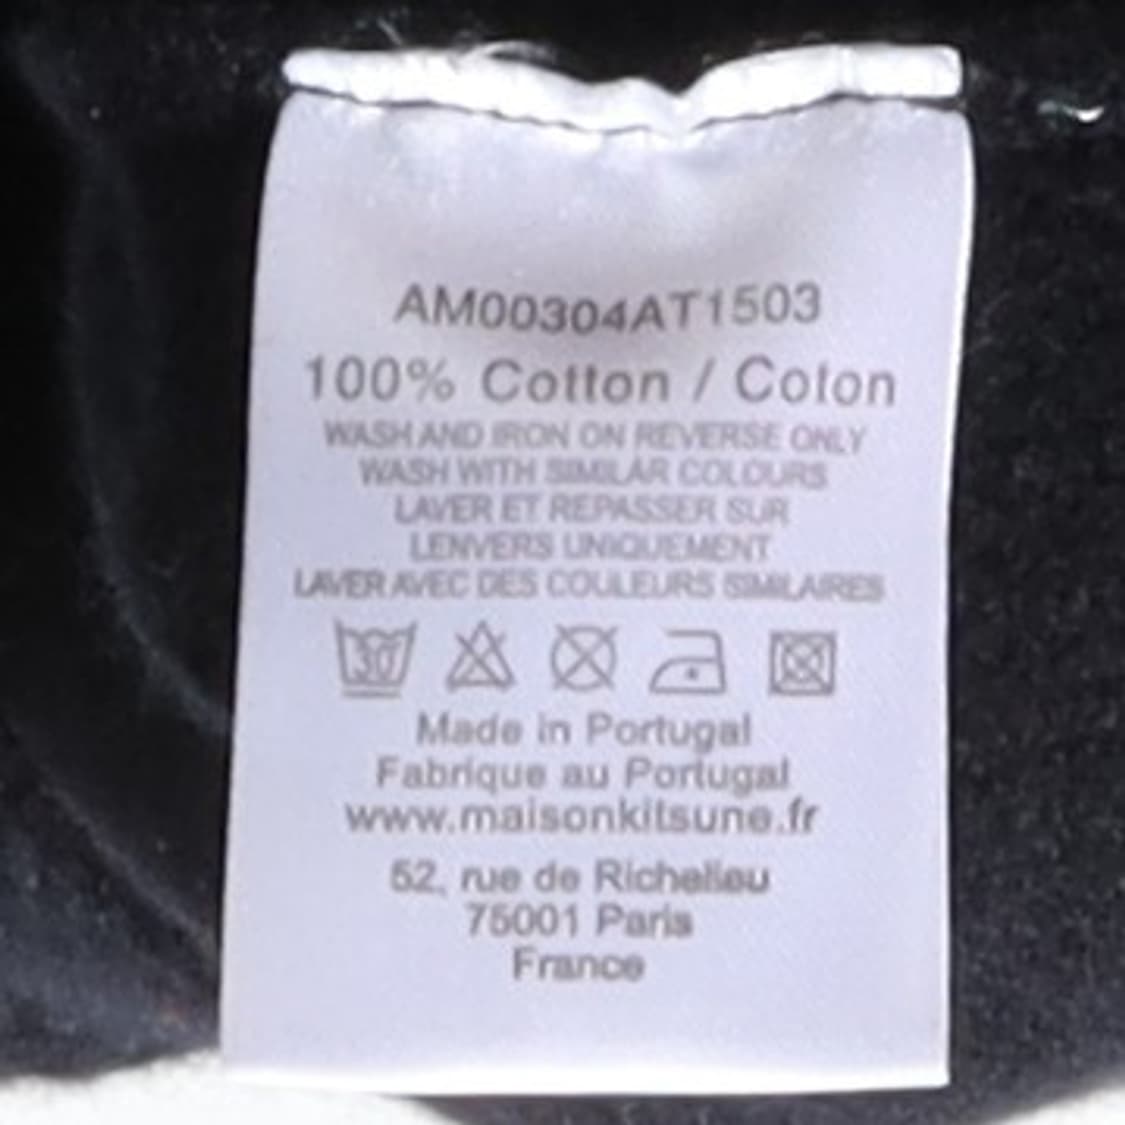 AM00304AT1503
100% Cotton / Coton
WASH AND IRON ON REVERSE ONLY
WASH WITH SIMILAR COLOURS
LAVER ET REPASSER SUR
LENVERS UNIQUEMENT
LAVER AVEC DES COULEURS SIMILAIRES
30
Made in Portugal
Fabrique au Portugal
www.maisonkitsune.fr
52, rue de Richelieu
75001 Paris
France